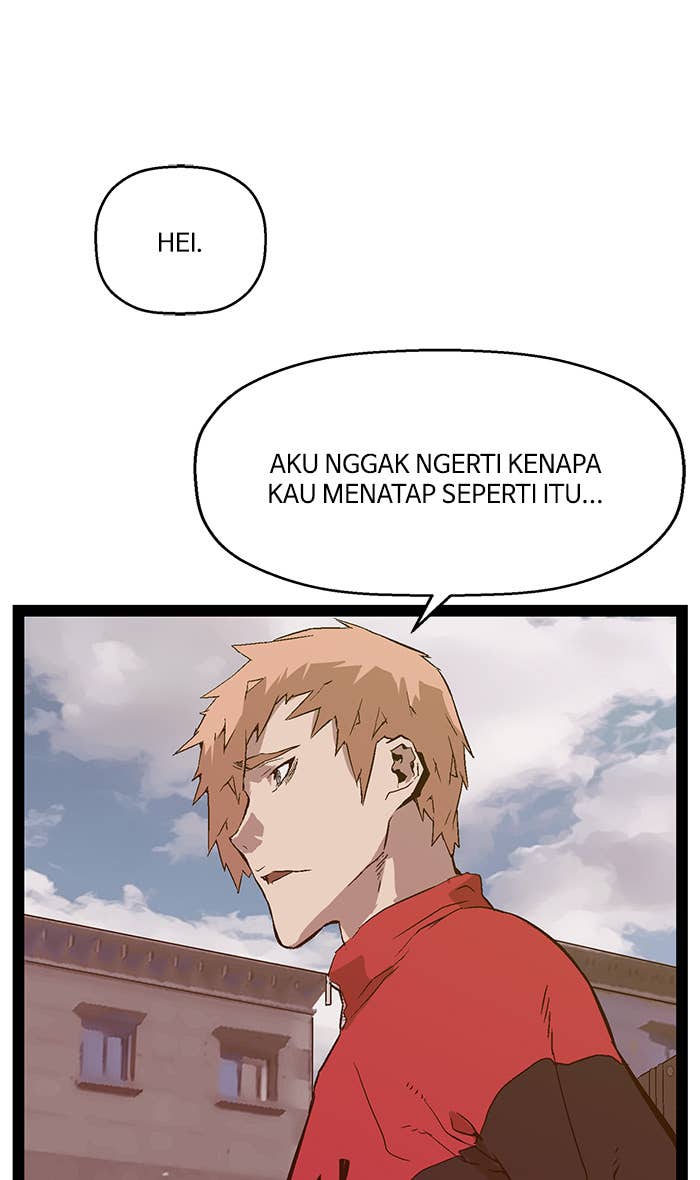 HEI.
AKU NGGAK NGERTI KENAPA
KAU MENATAP SEPERTI ITU...